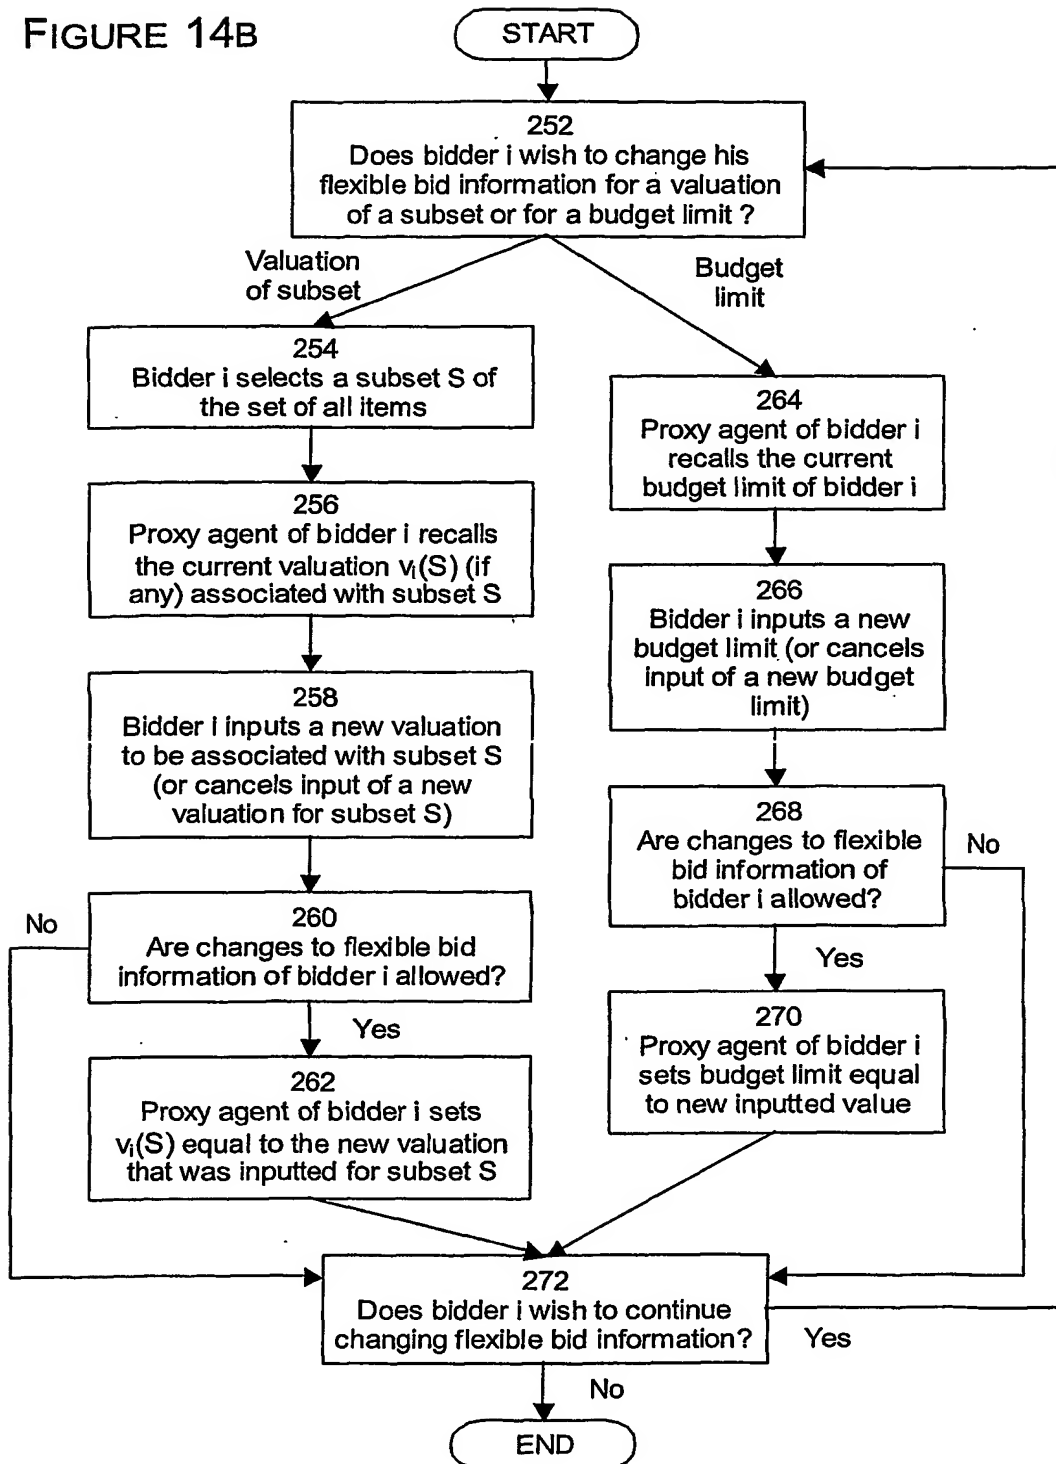 FIGURE 14B
START
252
Does bidder i wish to change his
flexible bid information for a valuation
of a subset or for a budget limit ?
Valuation
of subset
Budget
limit
254
Bidder i selects a subset S of
the set of all items
256
Proxy agent of bidder i recalls
the current valuation vi(S) (if
any) associated with subset S
258
Bidder i inputs a new valuation
to be associated with subset S
(or cancels input of a new
valuation for subset S)
No
260
Are changes to flexible bid
information of bidder i allowed?
Yes
262
Proxy agent of bidder i sets
vi(S) equal to the new valuation
that was inputted for subset S
264
Proxy agent of bidder i
recalls the current
budget limit of bidder i
266
Bidder i inputs a new
budget limit (or cancels
input of a new budget
limit)
268
Are changes to flexible
bid information of
bidder i allowed?
No
Yes
270
Proxy agent of bidder i
sets budget limit equal
to new inputted value
272
Does bidder i wish to continue
changing flexible bid information?
Yes
No
END